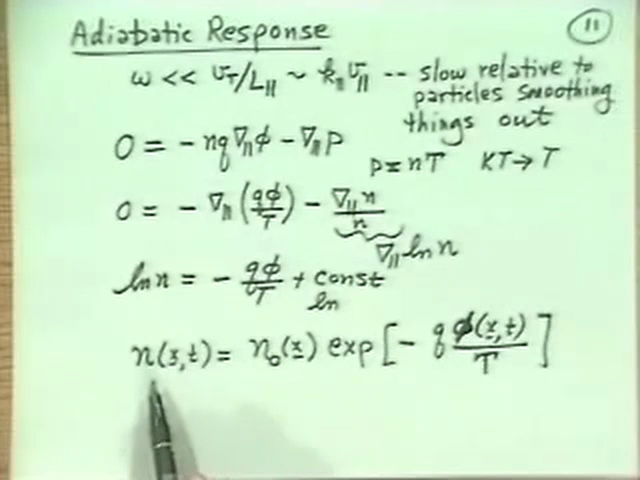 Adiabatic Response
11
ω << v_T/L_∥ ~ k_∥ v_∥ -- slow relative to
particles smoothing
things out
0 = - nq ∇_∥ φ - ∇_∥ p
p = nT KT → T
0 = - ∇_∥ (qφ/T) - ∇_∥ n / n
∇_∥ ln n
ln n = - qφ/T + const
ln
n(x,t) = n_0(x) exp [- q φ(x,t) / T]